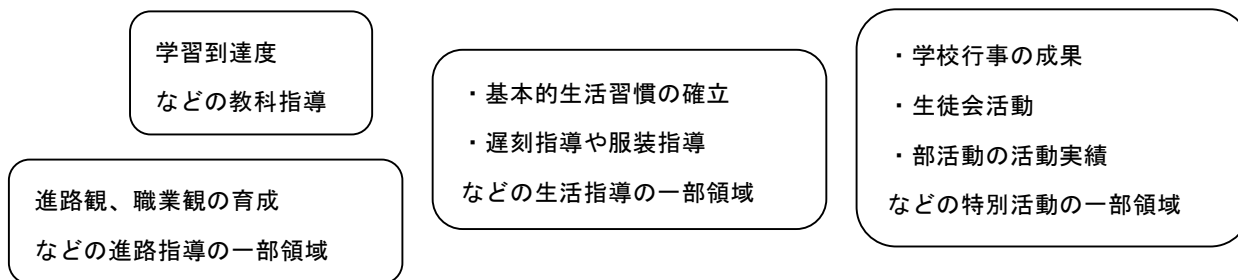 学習到達度
などの教科指導
進路観、職業観の育成
などの進路指導の一部領域
・基本的生活習慣の確立
・遅刻指導や服装指導
などの生活指導の一部領域
・学校行事の成果
・生徒会活動
・部活動の活動実績
などの特別活動の一部領域